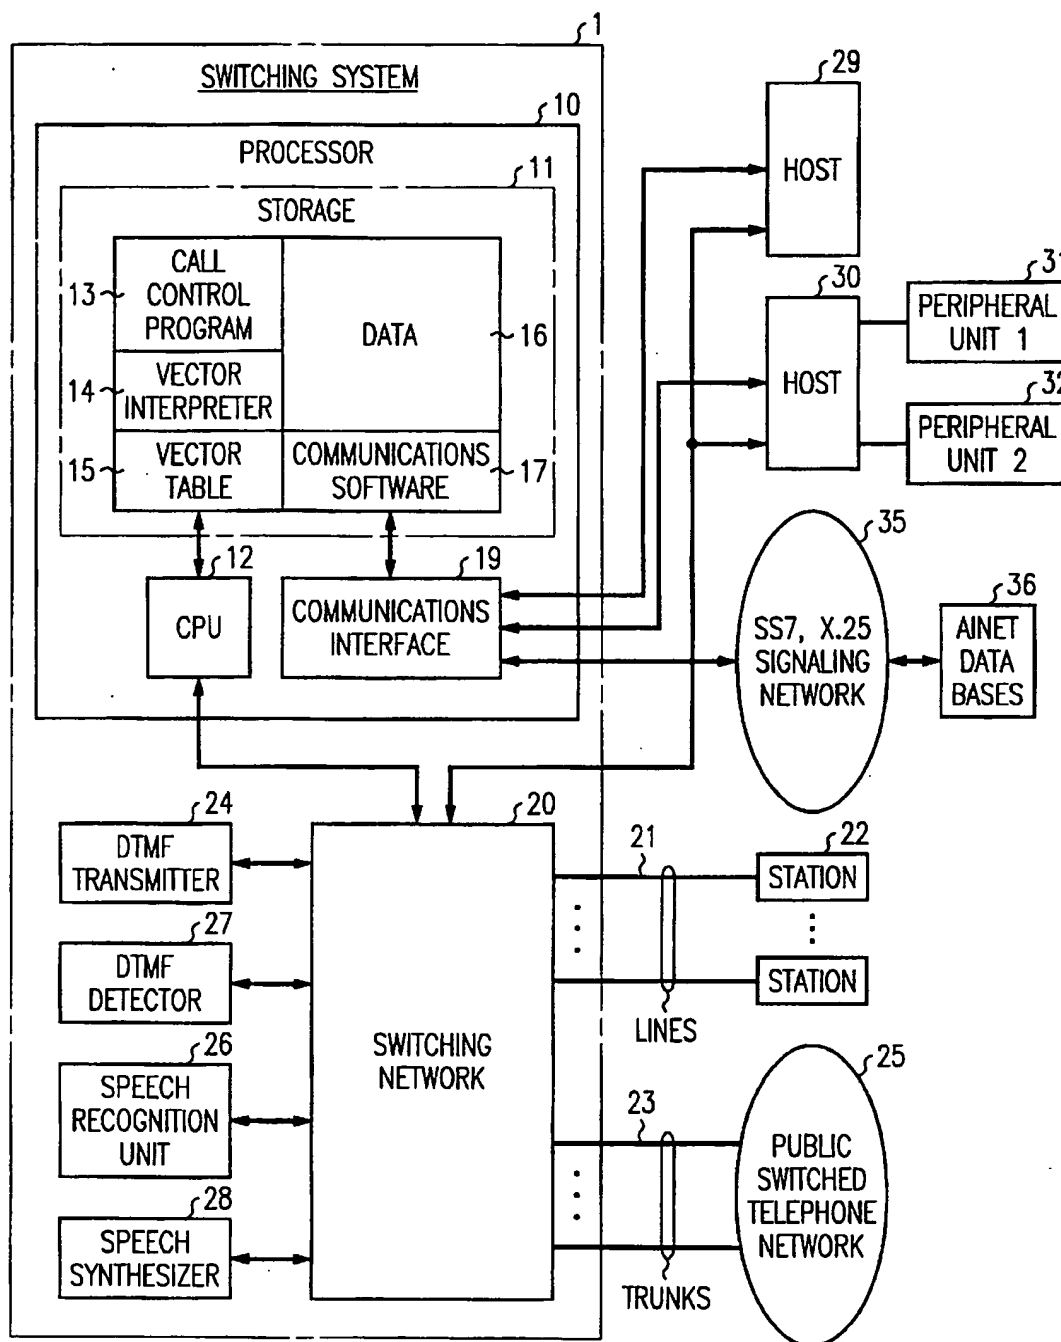 1
SWITCHING SYSTEM
10
PROCESSOR
11
STORAGE
13
CALL
CONTROL
PROGRAM
DATA
16
14
VECTOR
INTERPRETER
15
VECTOR
TABLE
COMMUNICATIONS
SOFTWARE
17
12
CPU
19
COMMUNICATIONS
INTERFACE
29
HOST
30
HOST
31
PERIPHERAL
UNIT 1
32
PERIPHERAL
UNIT 2
35
SS7, X.25
SIGNALING
NETWORK
36
AINET
DATA
BASES
24
DTMF
TRANSMITTER
27
DTMF
DETECTOR
26
SPEECH
RECOGNITION
UNIT
28
SPEECH
SYNTHESIZER
20
SWITCHING
NETWORK
21
22
STATION
STATION
LINES
23
TRUNKS
25
PUBLIC
SWITCHED
TELEPHONE
NETWORK